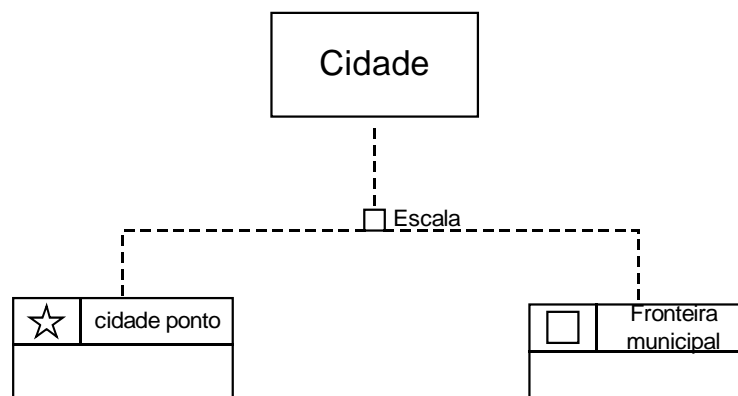 Cidade
Escala
cidade ponto
Fronteira
municipal